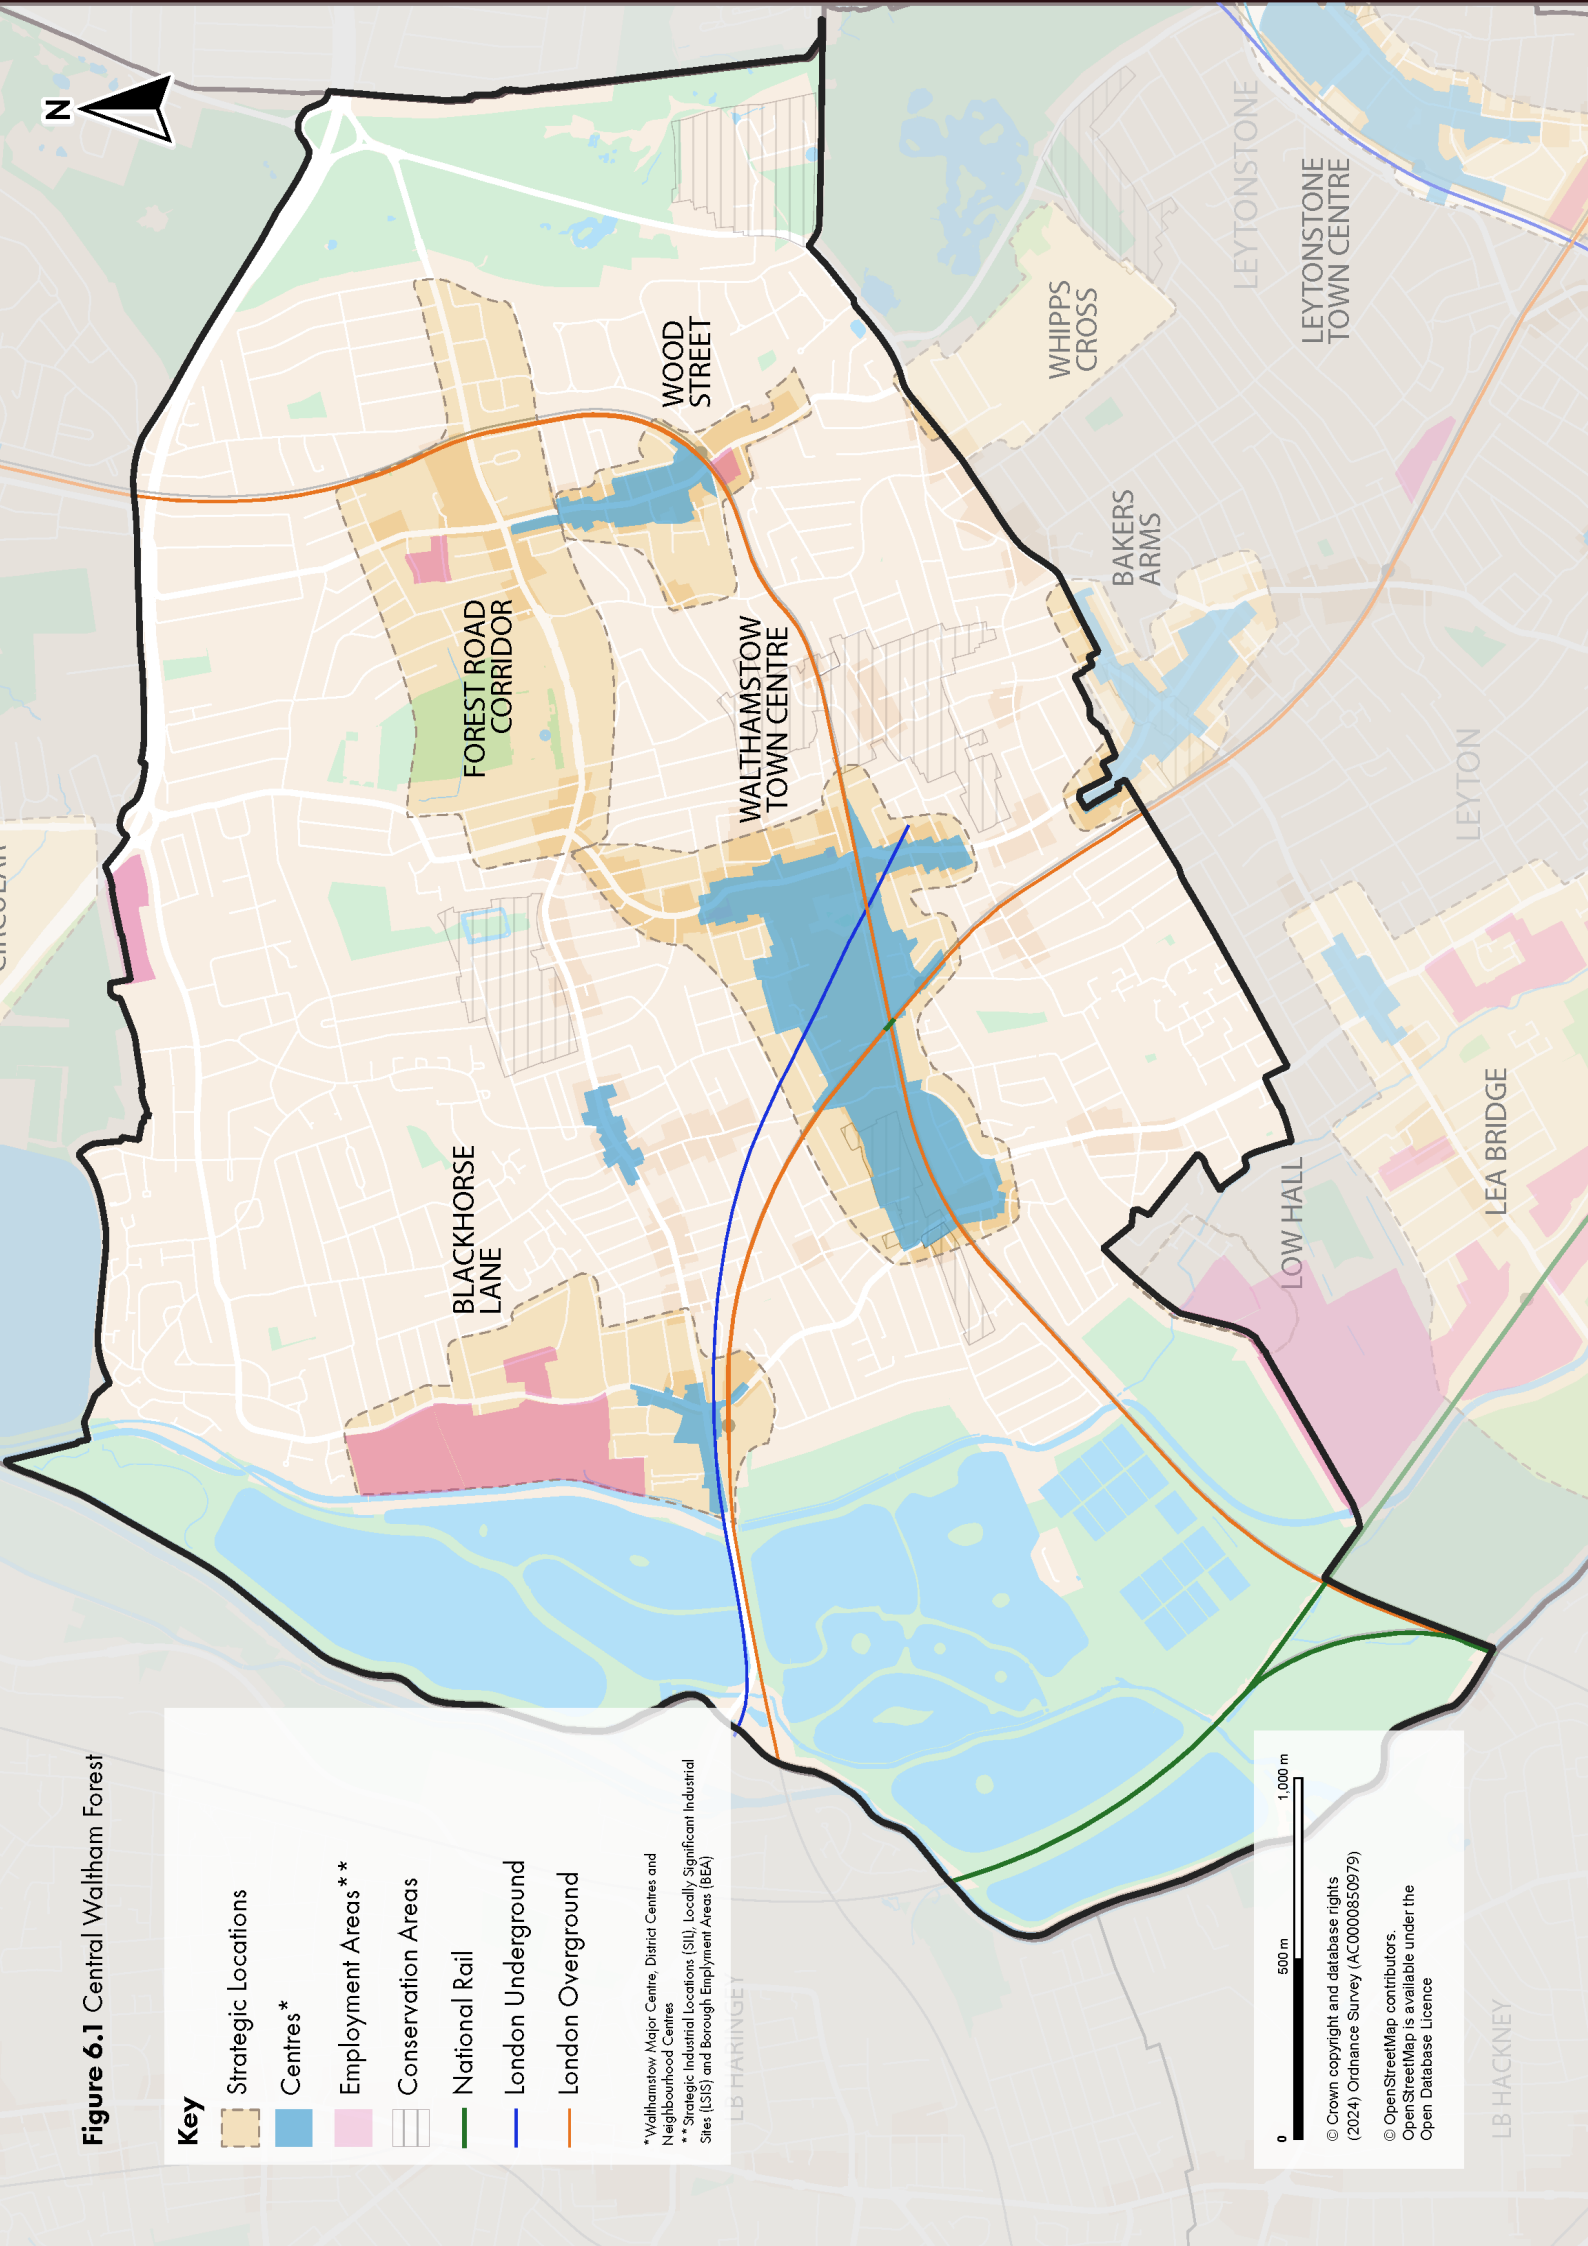 Figure 6.1 Central Waltham Forest
Key
Strategic Locations
Centres*
Employment Areas**
Conservation Areas
National Rail
London Underground
London Overground
*Walthamstow Major Centre, District Centres and
Neighbourhood Centres
**Strategic Industrial Locations (SIL), Locally Significant Industrial
Sites (LSIS) and Borough Emplyment Areas (BEA)
N
BLACKHORSE
LANE
FOREST ROAD
CORRIDOR
WOOD
STREET
WALTHAMSTOW
TOWN CENTRE
WHIPPS
CROSS
LEYTONSTONE
LEYTONSTONE
TOWN CENTRE
BAKERS
ARMS
LEYTON
LOW HALL
LEA BRIDGE
LB HARINGEY
LB HACKNEY
0
500 m
1,000 m
© Crown copyright and database rights
(2024) Ordnance Survey (AC0000850979)
© OpenStreetMap contributors.
OpenStreetMap is available under the
Open Database Licence